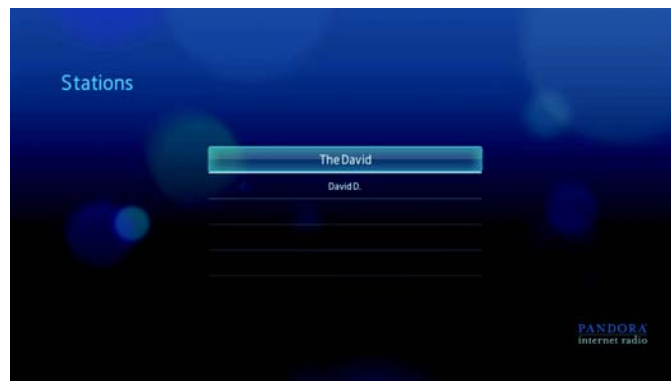 Stations
The David
David D.
PANDORA
internet radio